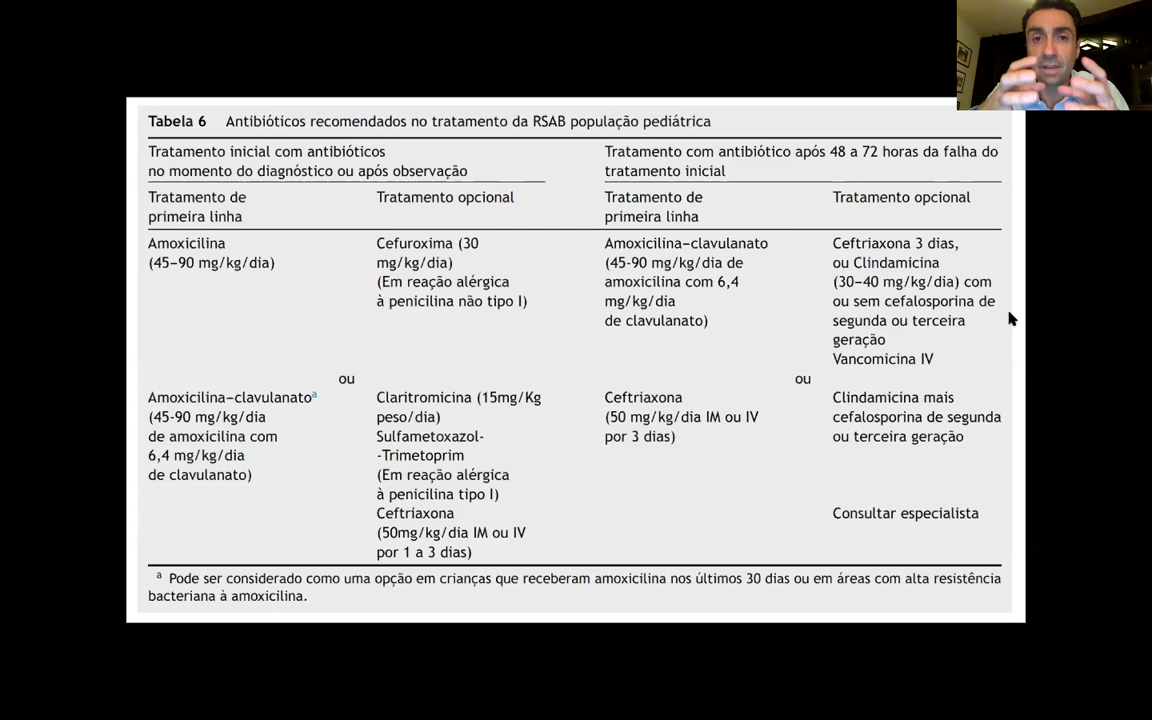 Tabela 6 Antibióticos recomendados no tratamento da RSAB população pediátrica
Tratamento inicial com antibióticos
no momento do diagnóstico ou após observação
Tratamento com antibiótico após 48 a 72 horas da falha do
tratamento inicial
Tratamento de
primeira linha
Tratamento opcional
Tratamento de
primeira linha
Tratamento opcional
Amoxicilina
(45–90 mg/kg/dia)
Cefuroxima (30
mg/kg/dia)
(Em reação alérgica
à penicilina não tipo I)
Amoxicilina–clavulanato
(45-90 mg/kg/dia de
amoxicilina com 6,4
mg/kg/dia
de clavulanato)
Ceftriaxona 3 dias,
ou Clindamicina
(30–40 mg/kg/dia) com
ou sem cefalosporina de
segunda ou terceira
geração
Vancomicina IV
ou
ou
Amoxicilina–clavulanatoª
(45-90 mg/kg/dia
de amoxicilina com
6,4 mg/kg/dia
de clavulanato)
Claritromicina (15mg/Kg
peso/dia)
Sulfametoxazol-
-Trimetoprim
(Em reação alérgica
à penicilina tipo I)
Ceftriaxona
(50mg/kg/dia IM ou IV
por 1 a 3 dias)
Ceftriaxona
(50 mg/kg/dia IM ou IV
por 3 dias)
Clindamicina mais
cefalosporina de segunda
ou terceira geração
Consultar especialista
ª Pode ser considerado como uma opção em crianças que receberam amoxicilina nos últimos 30 dias ou em áreas com alta resistência
bacteriana à amoxicilina.